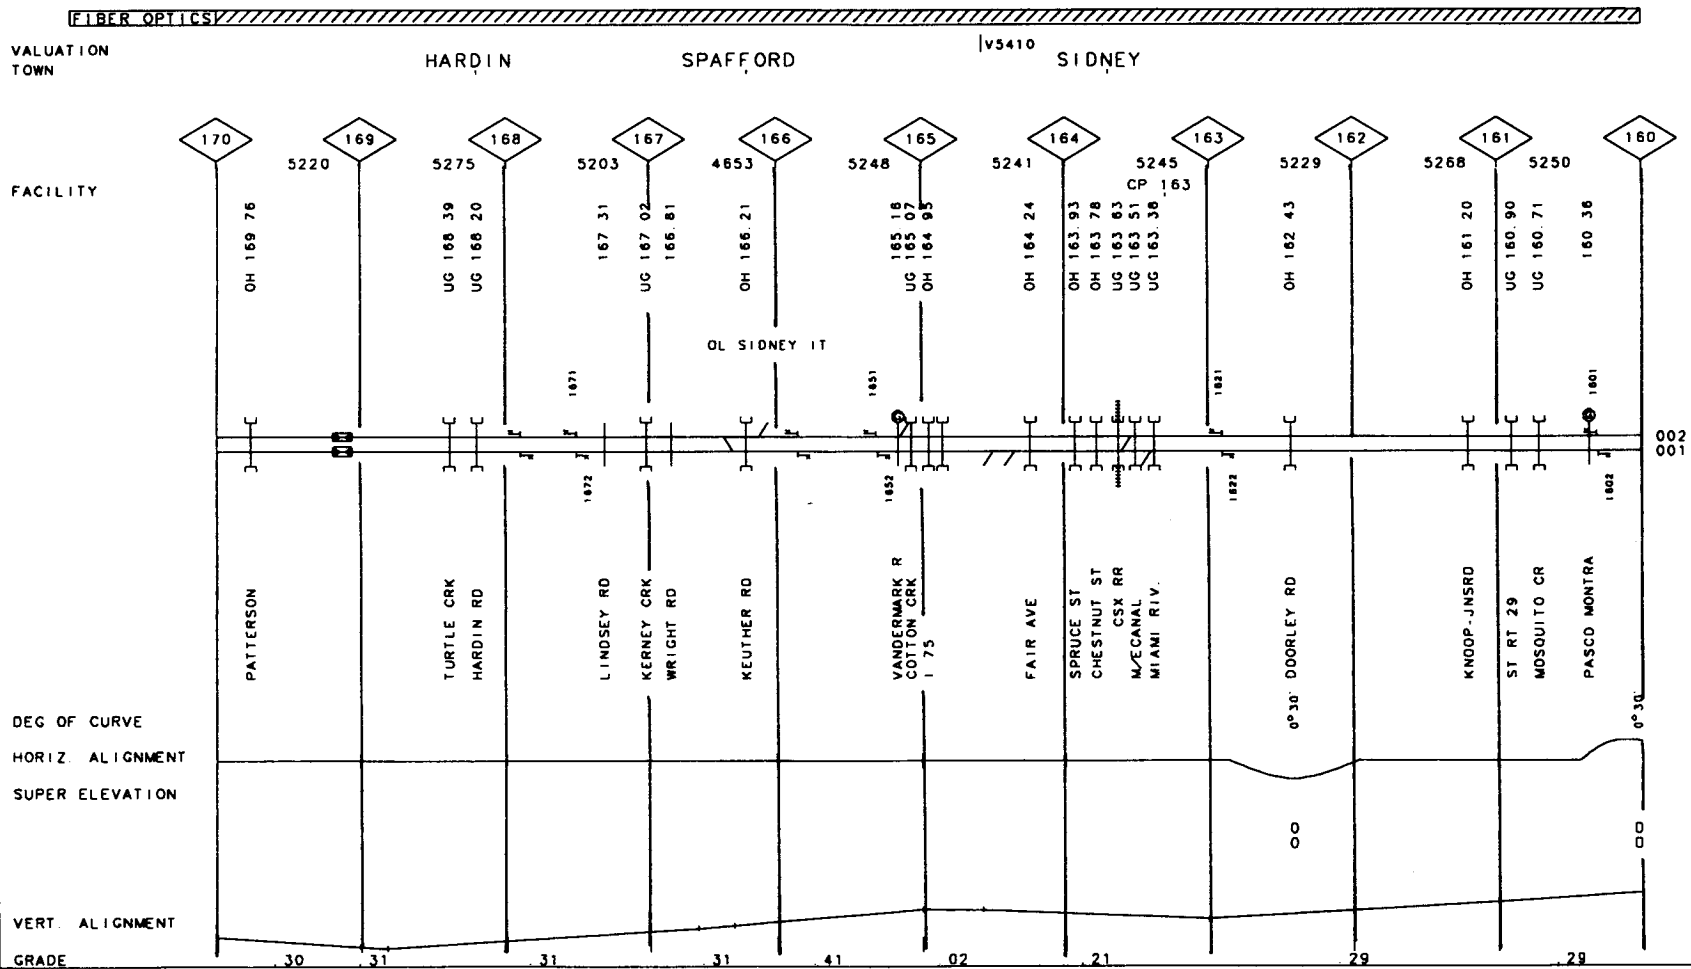 FIBER OPTICS
VALUATION
V5410
TOWN
HARDIN SPAFFORD SIDNEY
170 169 168 167 166 165 164 163 162 161 160
5220 5275 5203 4653 5248 5241 5245 5229 5268 5250
FACILITY
CP 163
OH 169 76
UG 168 39
UG 168 20
167 31
UG 167 02
166.81
OH 166.21
165 18
UG 165 07
OH 164 95
OH 164 24
OH 163.93
OH 163 78
UG 163 63
UG 163 51
UG 163.38
OH 162 43
OH 161 20
UG 160.90
UG 160.71
160 36
OL SIDNEY IT
1671 1651 1621 1601
002
001
1672 1652 1622 1602
PATTERSON
TURTLE CRK
HARDIN RD
LINDSEY RD
KERNEY CRK
WRIGHT RD
KEUTHER RD
VANDERMARK R
COTTON CRK
I 75
FAIR AVE
SPRUCE ST
CHESTNUT ST
CSX RR
M/ECANAL
MIAMI RIV.
DOORLEY RD
KNOOP-JNSRD
ST RT 29
MOSQUITO CR
PASCO MONTRA
DEG OF CURVE
0°30' 0°30'
HORIZ. ALIGNMENT
SUPER ELEVATION
0 0
0 0
VERT. ALIGNMENT
GRADE .30 .31 .31 .31 .41 .02 .21 .29 .29